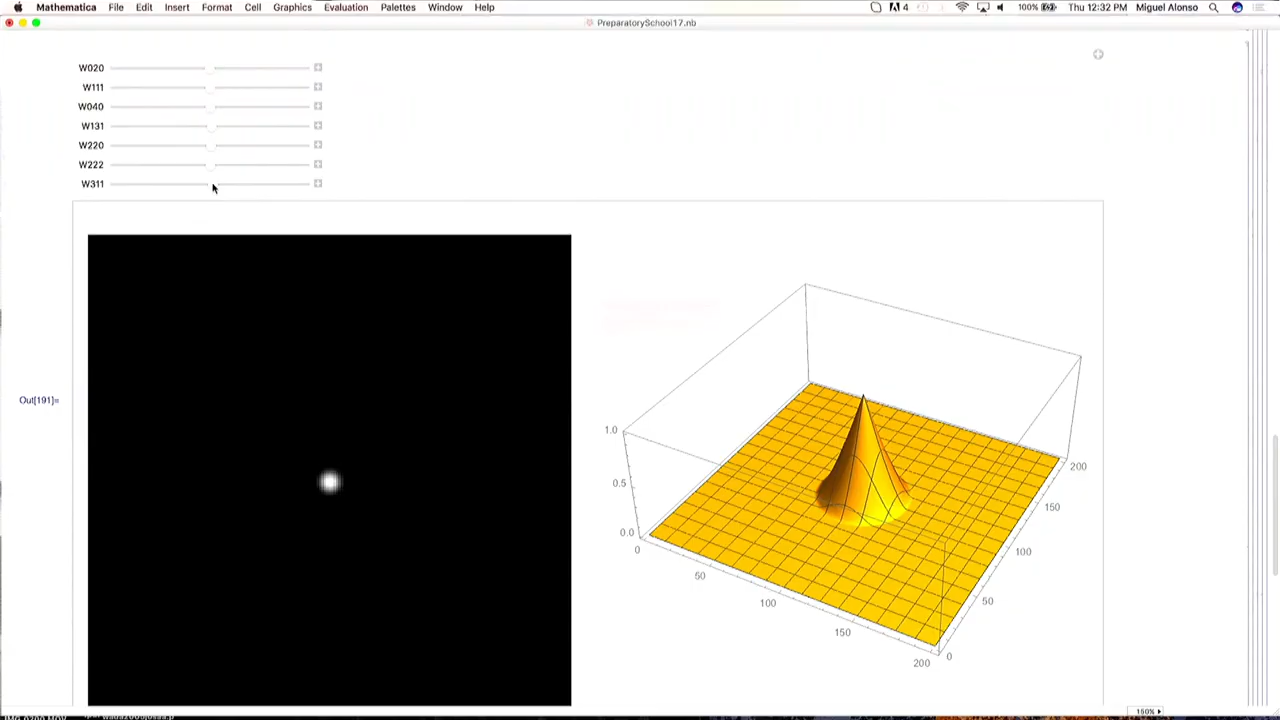 Mathematica File Edit Insert Format Cell Graphics Evaluation Palettes Window Help 4 100% Thu 12:32 PM Miguel Alonso
PreparatorySchool17.nb
W020
W111
W040
W131
W220
W222
W311
Out[191]=
1.0
0.5
0.0
0
50
100
150
200
0
50
100
150
200
150%